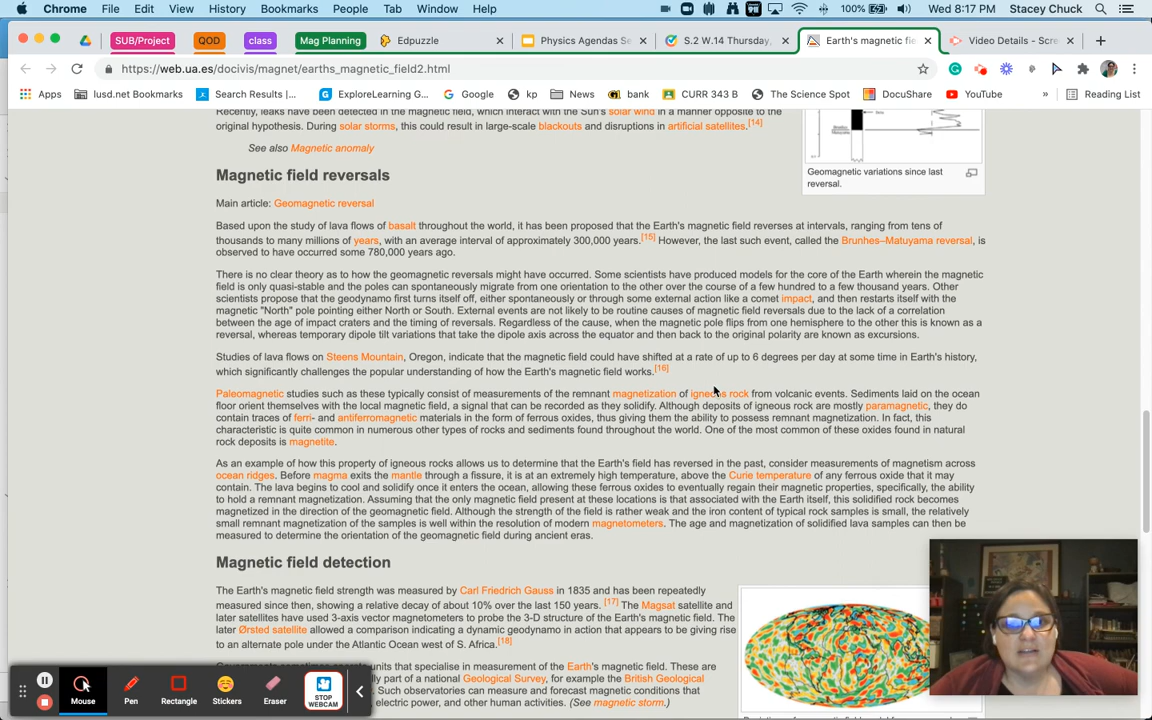 Chrome File Edit View History Bookmarks People Tab Window Help 100% Wed 8:17 PM Stacey Chuck
SUB/Project QOD class Mag Planning Edpuzzle Physics Agendas Se S.2 W.14 Thursday, Earth's magnetic fie Video Details - Scre
https://web.ua.es/docivis/magnet/earths_magnetic_field2.html
Apps lusd.net Bookmarks Search Results |... ExploreLearning G... Google kp News bank CURR 343 B The Science Spot DocuShare YouTube » Reading List
Recently, leaks have been detected in the magnetic field, which interact with the Sun's solar wind in a manner opposite to the
original hypothesis. During solar storms, this could result in large-scale blackouts and disruptions in artificial satellites.[14]
See also Magnetic anomaly
Geomagnetic variations since last
reversal.
Magnetic field reversals
Main article: Geomagnetic reversal
Based upon the study of lava flows of basalt throughout the world, it has been proposed that the Earth's magnetic field reverses at intervals, ranging from tens of
thousands to many millions of years, with an average interval of approximately 300,000 years.[15] However, the last such event, called the Brunhes–Matuyama reversal, is
observed to have occurred some 780,000 years ago.
There is no clear theory as to how the geomagnetic reversals might have occurred. Some scientists have produced models for the core of the Earth wherein the magnetic
field is only quasi-stable and the poles can spontaneously migrate from one orientation to the other over the course of a few hundred to a few thousand years. Other
scientists propose that the geodynamo first turns itself off, either spontaneously or through some external action like a comet impact, and then restarts itself with the
magnetic "North" pole pointing either North or South. External events are not likely to be routine causes of magnetic field reversals due to the lack of a correlation
between the age of impact craters and the timing of reversals. Regardless of the cause, when the magnetic pole flips from one hemisphere to the other this is known as a
reversal, whereas temporary dipole tilt variations that take the dipole axis across the equator and then back to the original polarity are known as excursions.
Studies of lava flows on Steens Mountain, Oregon, indicate that the magnetic field could have shifted at a rate of up to 6 degrees per day at some time in Earth's history,
which significantly challenges the popular understanding of how the Earth's magnetic field works.[16]
Paleomagnetic studies such as these typically consist of measurements of the remnant magnetization of igneous rock from volcanic events. Sediments laid on the ocean
floor orient themselves with the local magnetic field, a signal that can be recorded as they solidify. Although deposits of igneous rock are mostly paramagnetic, they do
contain traces of ferri- and antiferromagnetic materials in the form of ferrous oxides, thus giving them the ability to possess remnant magnetization. In fact, this
characteristic is quite common in numerous other types of rocks and sediments found throughout the world. One of the most common of these oxides found in natural
rock deposits is magnetite.
As an example of how this property of igneous rocks allows us to determine that the Earth's field has reversed in the past, consider measurements of magnetism across
ocean ridges. Before magma exits the mantle through a fissure, it is at an extremely high temperature, above the Curie temperature of any ferrous oxide that it may
contain. The lava begins to cool and solidify once it enters the ocean, allowing these ferrous oxides to eventually regain their magnetic properties, specifically, the ability
to hold a remnant magnetization. Assuming that the only magnetic field present at these locations is that associated with the Earth itself, this solidified rock becomes
magnetized in the direction of the geomagnetic field. Although the strength of the field is rather weak and the iron content of typical rock samples is small, the relatively
small remnant magnetization of the samples is well within the resolution of modern magnetometers. The age and magnetization of solidified lava samples can then be
measured to determine the orientation of the geomagnetic field during ancient eras.
Magnetic field detection
The Earth's magnetic field strength was measured by Carl Friedrich Gauss in 1835 and has been repeatedly
measured since then, showing a relative decay of about 10% over the last 150 years. [17] The Magsat satellite and
later satellites have used 3-axis vector magnetometers to probe the 3-D structure of the Earth's magnetic field. The
later Ørsted satellite allowed a comparison indicating a dynamic geodynamo in action that appears to be giving rise
to an alternate pole under the Atlantic Ocean west of S. Africa.[18]
units that specialise in measurement of the Earth's magnetic field. These are
part of a national Geological Survey, for example the British Geological
Such observatories can measure and forecast magnetic conditions that
electric power, and other human activities. (See magnetic storm.)
Mouse Pen Rectangle Stickers Eraser STOP WEBCAM